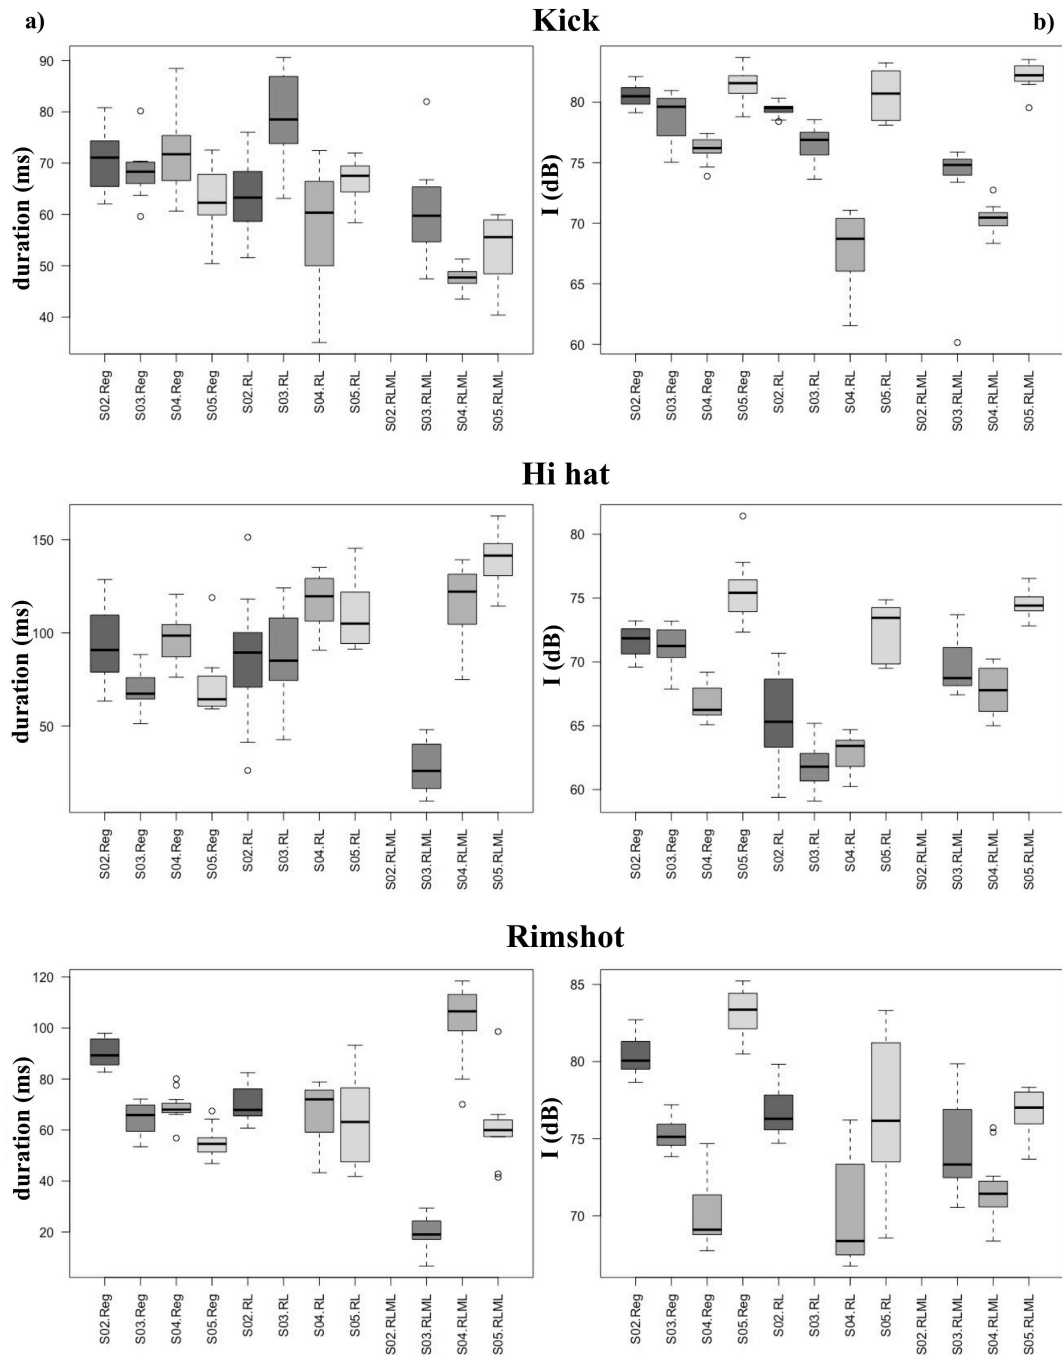 a) Kick b)
duration (ms)
90
80
70
60
50
40
S02.Reg S03.Reg S04.Reg S05.Reg S02.RL S03.RL S04.RL S05.RL S02.RLML S03.RLML S04.RLML S05.RLML
I (dB)
80
75
70
65
60
S02.Reg S03.Reg S04.Reg S05.Reg S02.RL S03.RL S04.RL S05.RL S02.RLML S03.RLML S04.RLML S05.RLML
Hi hat
duration (ms)
150
100
50
S02.Reg S03.Reg S04.Reg S05.Reg S02.RL S03.RL S04.RL S05.RL S02.RLML S03.RLML S04.RLML S05.RLML
I (dB)
80
75
70
65
60
S02.Reg S03.Reg S04.Reg S05.Reg S02.RL S03.RL S04.RL S05.RL S02.RLML S03.RLML S04.RLML S05.RLML
Rimshot
duration (ms)
120
100
80
60
40
20
S02.Reg S03.Reg S04.Reg S05.Reg S02.RL S03.RL S04.RL S05.RL S02.RLML S03.RLML S04.RLML S05.RLML
I (dB)
85
80
75
70
S02.Reg S03.Reg S04.Reg S05.Reg S02.RL S03.RL S04.RL S05.RL S02.RLML S03.RLML S04.RLML S05.RLML